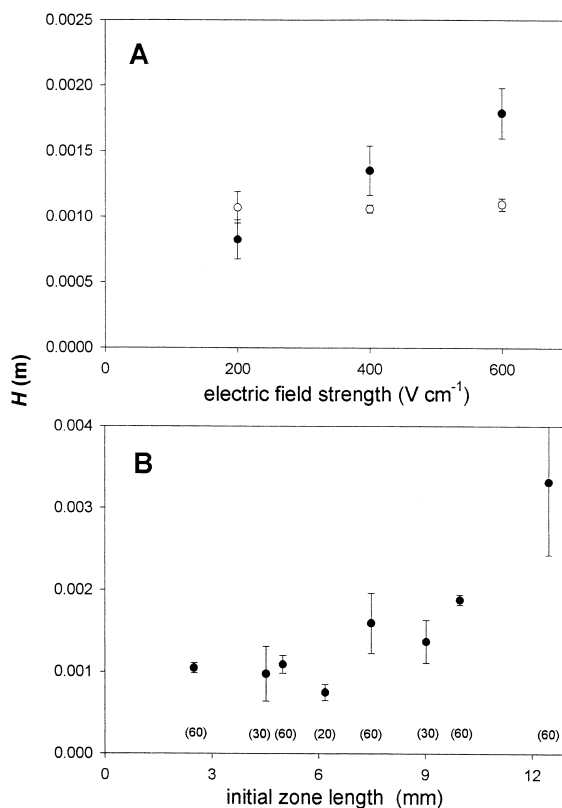 0.0025
A
0.0020
0.0015
0.0010
0.0005
0.0000
0 200 400 600
electric field strength (V cm⁻¹)
H (m)
0.004
B
0.003
0.002
0.001
(60) (30) (60) (20) (60) (30) (60) (60)
0.000
0 3 6 9 12
initial zone length (mm)